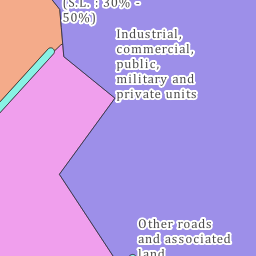 (S.L. : 30% -
50%)
Industrial,
commercial,
public,
military and
private units
Other roads
and associated
land